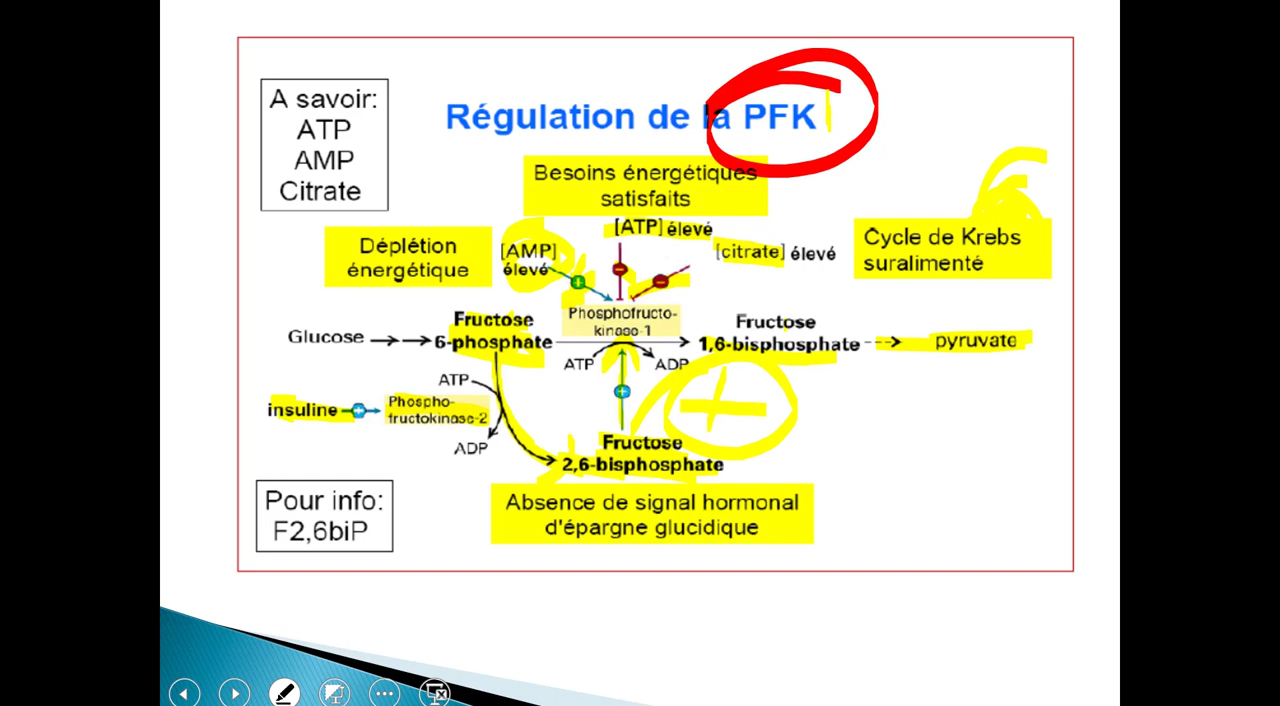 A savoir:
ATP
AMP
Citrate
Régulation de la PFK 1
Besoins énergétiques
satisfaits
Déplétion
énergétique
[AMP]
élevé
[ATP] élevé
[citrate] élevé
Cycle de Krebs
suralimenté
Phosphofructo-
kinase-1
Glucose
Fructose
6-phosphate
Fructose
1,6-bisphosphate
pyruvate
ATP
ADP
insuline
Phospho-
fructokinase-2
ATP
ADP
Fructose
2,6-bisphosphate
Absence de signal hormonal
d'épargne glucidique
Pour info:
F2,6biP